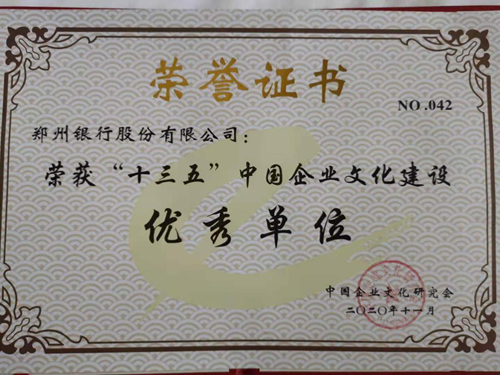 荣誉证书
NO .042
郑州银行股份有限公司：
荣获“十三五”中国企业文化建设
优秀单位
中国企业文化研究会
二〇二〇年十一月